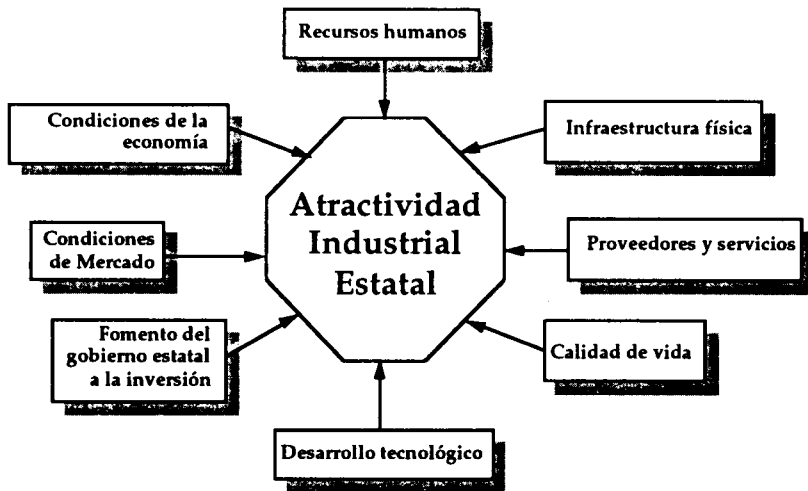 Recursos humanos
Condiciones de la
economía
Infraestructura física
Atractividad
Industrial
Estatal
Condiciones
de Mercado
Proveedores y servicios
Fomento del
gobierno estatal
a la inversión
Calidad de vida
Desarrollo tecnológico